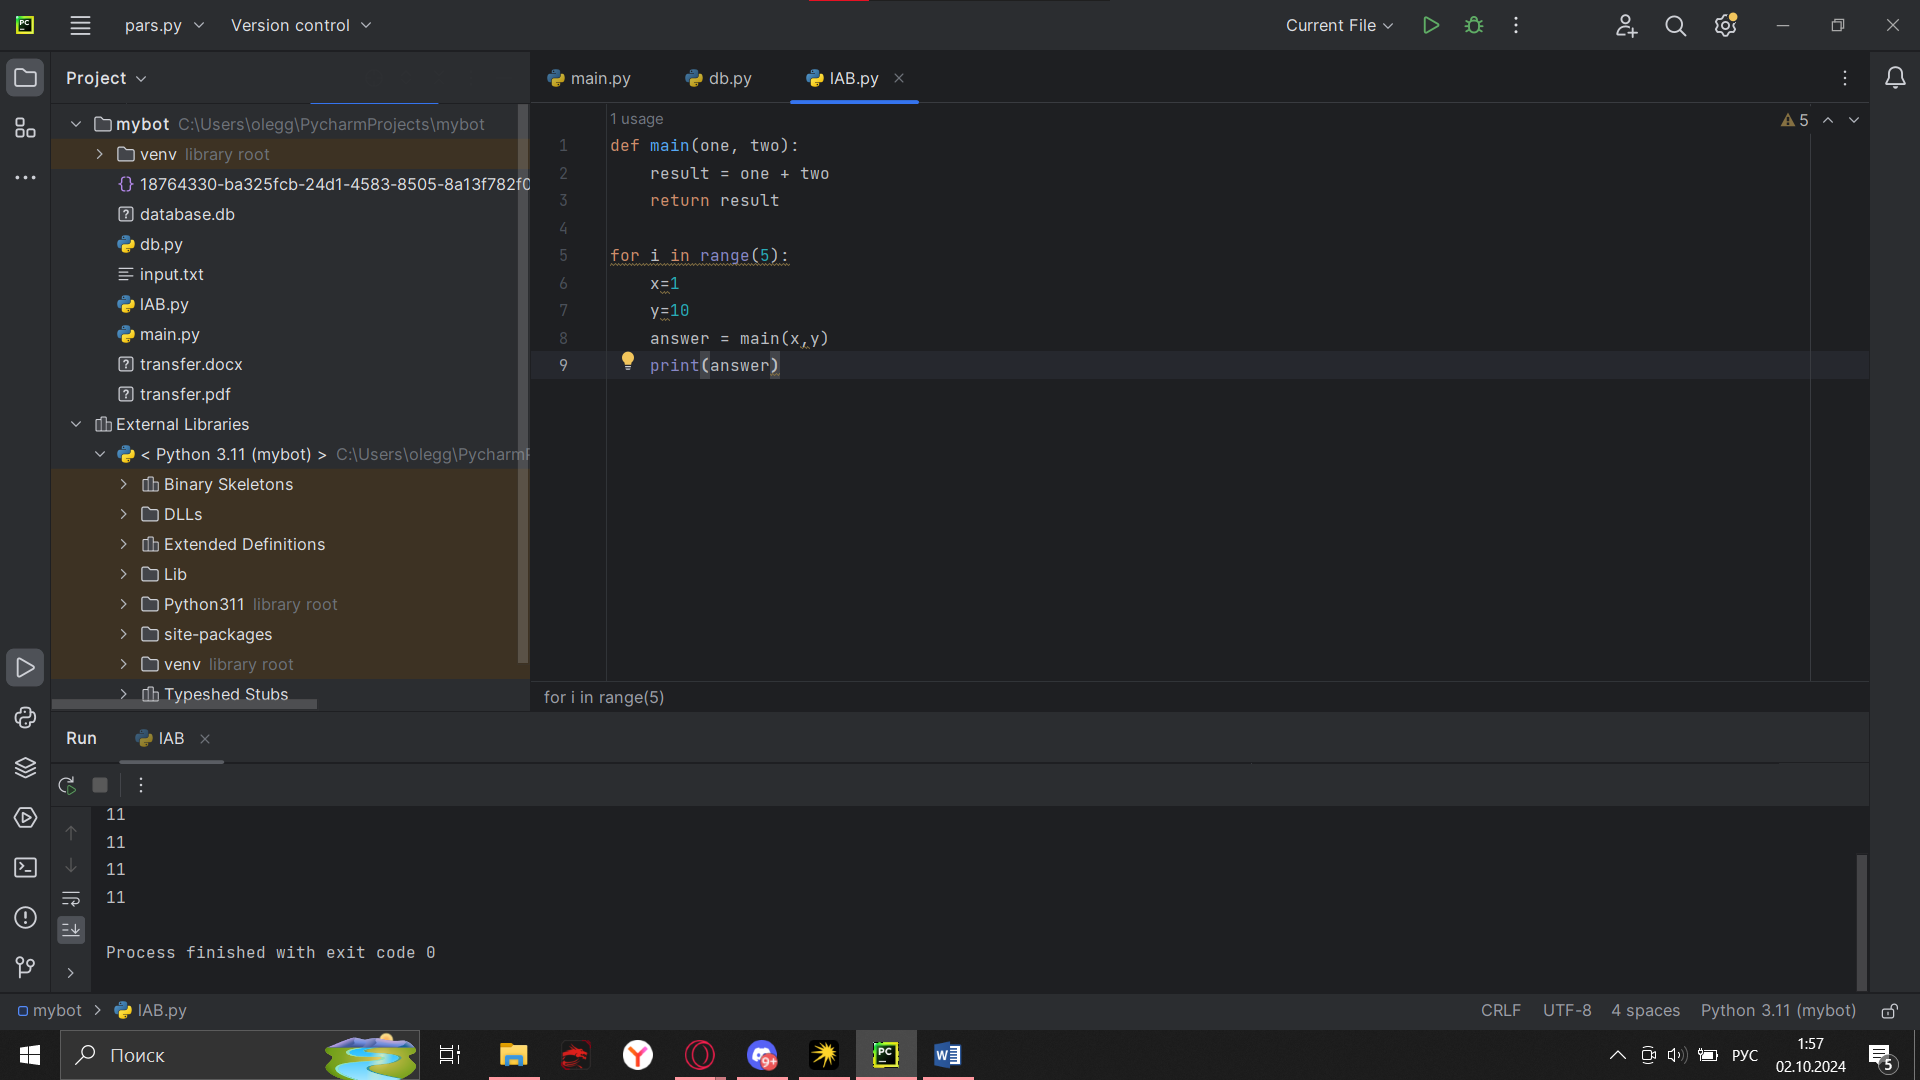 pars.py
Version control
Current File
Project
main.py
db.py
IAB.py
mybot C:\Users\olegg\PycharmProjects\mybot
venv library root
18764330-ba325fcb-24d1-4583-8505-8a13f782f0
database.db
db.py
input.txt
IAB.py
main.py
transfer.docx
transfer.pdf
External Libraries
< Python 3.11 (mybot) > C:\Users\olegg\PycharmP
Binary Skeletons
DLLs
Extended Definitions
Lib
Python311 library root
site-packages
venv library root
Typeshed Stubs
1 usage
5
1 def main(one, two):
2 result = one + two
3 return result
4
5 for i in range(5):
6 x=1
7 y=10
8 answer = main(x,y)
9 print(answer)
for i in range(5)
Run
IAB
11
11
11
11
Process finished with exit code 0
mybot > IAB.py
CRLF UTF-8 4 spaces Python 3.11 (mybot)
Поиск
9+
PC
W
РУС
1:57
02.10.2024
5